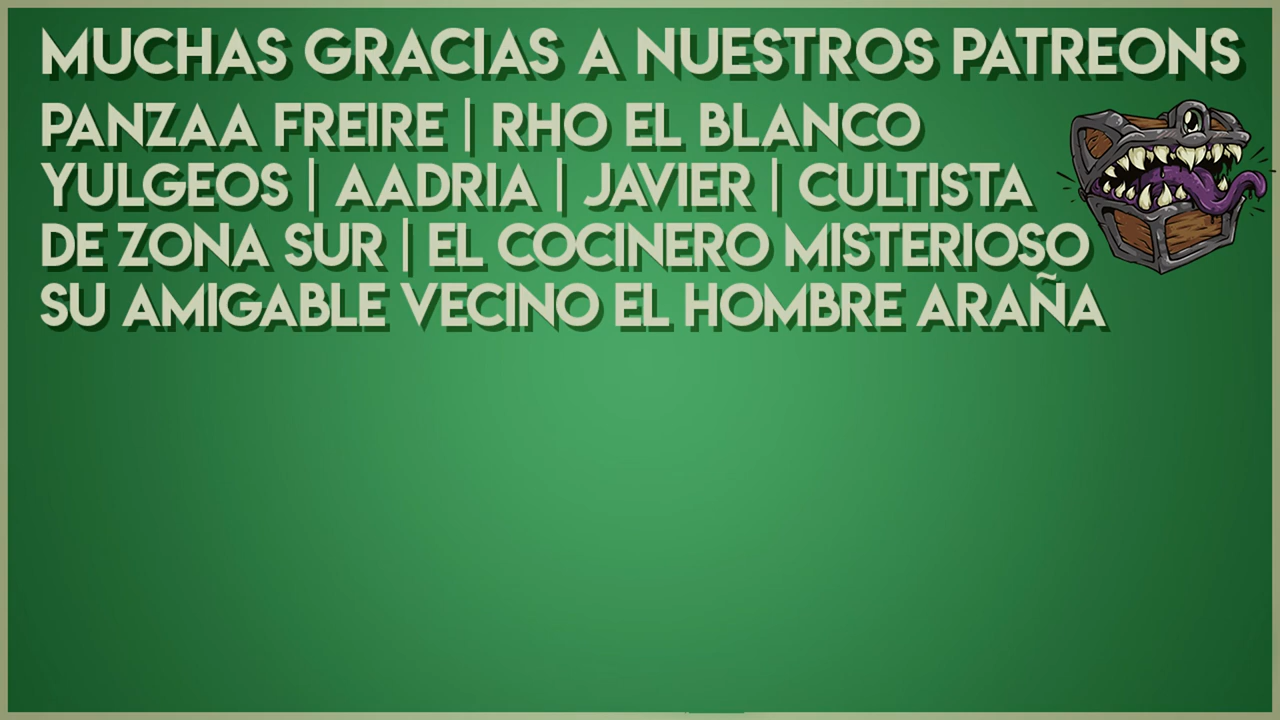 MUCHAS GRACIAS A NUESTROS PATREONS
PANZAA FREIRE | RHO EL BLANCO
YULGEOS | AADRIA | JAVIER | CULTISTA
DE ZONA SUR | EL COCINERO MISTERIOSO
SU AMIGABLE VECINO EL HOMBRE ARAÑA